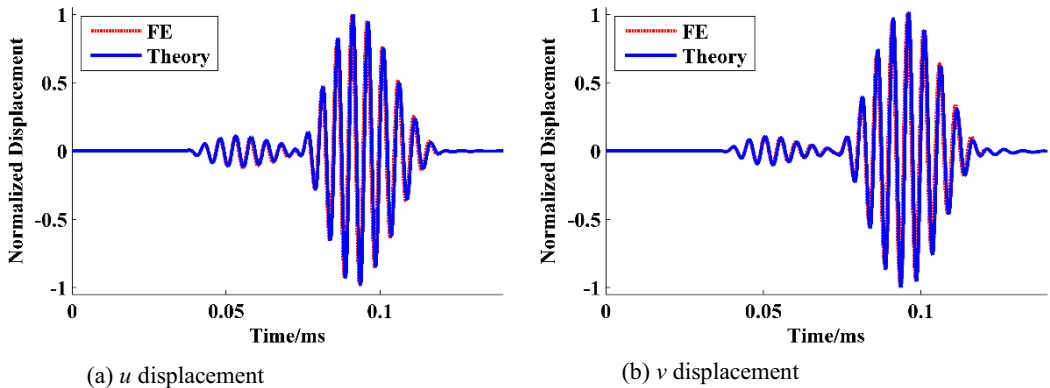 Normalized Displacement
1
0.5
0
-0.5
-1
FE
Theory
0
0.05
0.1
Time/ms
(a) u displacement
Normalized Displacement
1
0.5
0
-0.5
-1
FE
Theory
0
0.05
0.1
Time/ms
(b) v displacement